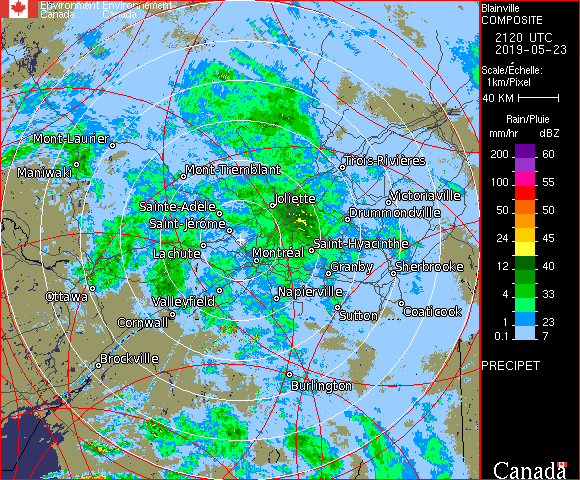 Environment Environnement
Canada Canada
Blainville
COMPOSITE
2120 UTC
2019-05-23
Scale/Échelle:
1km/Pixel
40 KM
Rain/Pluie
mm/hr dBZ
200 60
100 55
50 50
24 45
12 40
4 33
1 23
0.1 7
PRECIPET
Canada
Mont-Laurier
Maniwaki
Mont-Tremblant
Trois-Rivières
Sainte-Adèle
Joliette
Victoriaville
Drummondville
Saint-Jérôme
Lachute
Montréal
Saint-Hyacinthe
Granby
Sherbrooke
Ottawa
Valleyfield
Napierville
Cornwall
Sutton
Coaticook
Brockville
Burlington